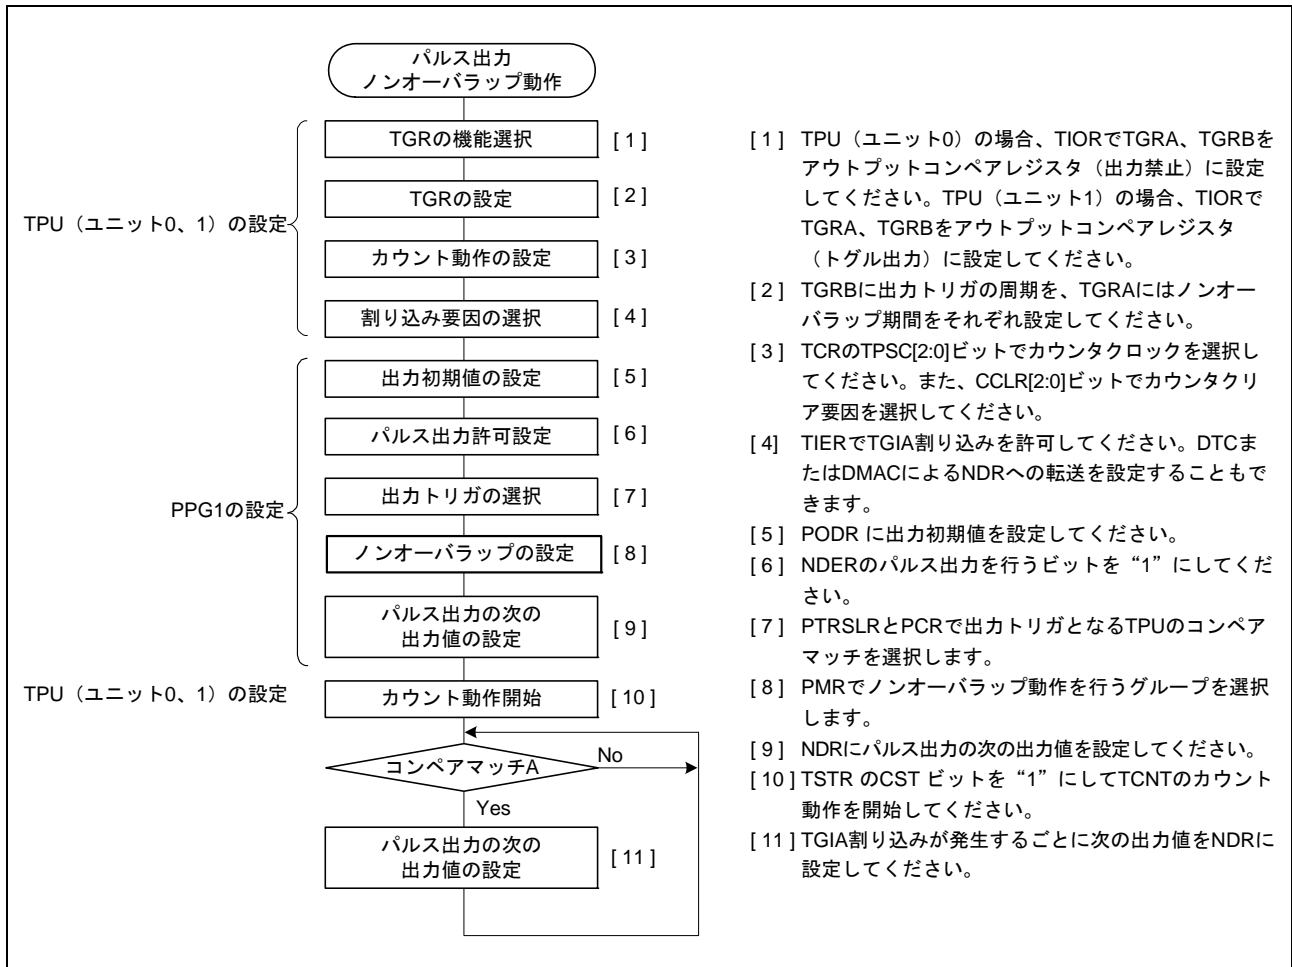 パルス出力
ノンオーバラップ動作
TPU（ユニット0、1）の設定
TGRの機能選択 [ 1 ]
TGRの設定 [ 2 ]
カウント動作の設定 [ 3 ]
割り込み要因の選択 [ 4 ]
PPG1の設定
出力初期値の設定 [ 5 ]
パルス出力許可設定 [ 6 ]
出力トリガの選択 [ 7 ]
ノンオーバラップの設定 [ 8 ]
パルス出力の次の
出力値の設定 [ 9 ]
TPU（ユニット0、1）の設定
カウント動作開始 [ 10 ]
コンペアマッチA
No
Yes
パルス出力の次の
出力値の設定 [ 11 ]
[ 1 ] TPU（ユニット0）の場合、TIORでTGRA、TGRBを
アウトプットコンペアレジスタ（出力禁止）に設定
してください。TPU（ユニット1）の場合、TIORで
TGRA、TGRBをアウトプットコンペアレジスタ
（トグル出力）に設定してください。
[ 2 ] TGRBに出力トリガの周期を、TGRAにはノンオー
バラップ期間をそれぞれ設定してください。
[ 3 ] TCRのTPSC[2:0]ビットでカウンタクロックを選択し
てください。また、CCLR[2:0]ビットでカウンタクリ
ア要因を選択してください。
[ 4] TIERでTGIA割り込みを許可してください。DTCま
たはDMACによるNDRへの転送を設定することもで
きます。
[ 5 ] PODR に出力初期値を設定してください。
[ 6 ] NDERのパルス出力を行うビットを“1”にしてくだ
さい。
[ 7 ] PTRSLRとPCRで出力トリガとなるTPUのコンペア
マッチを選択します。
[ 8 ] PMRでノンオーバラップ動作を行うグループを選択
します。
[ 9 ] NDRにパルス出力の次の出力値を設定してください。
[ 10 ] TSTR のCST ビットを“1”にしてTCNTのカウント
動作を開始してください。
[ 11 ] TGIA割り込みが発生するごとに次の出力値をNDRに
設定してください。